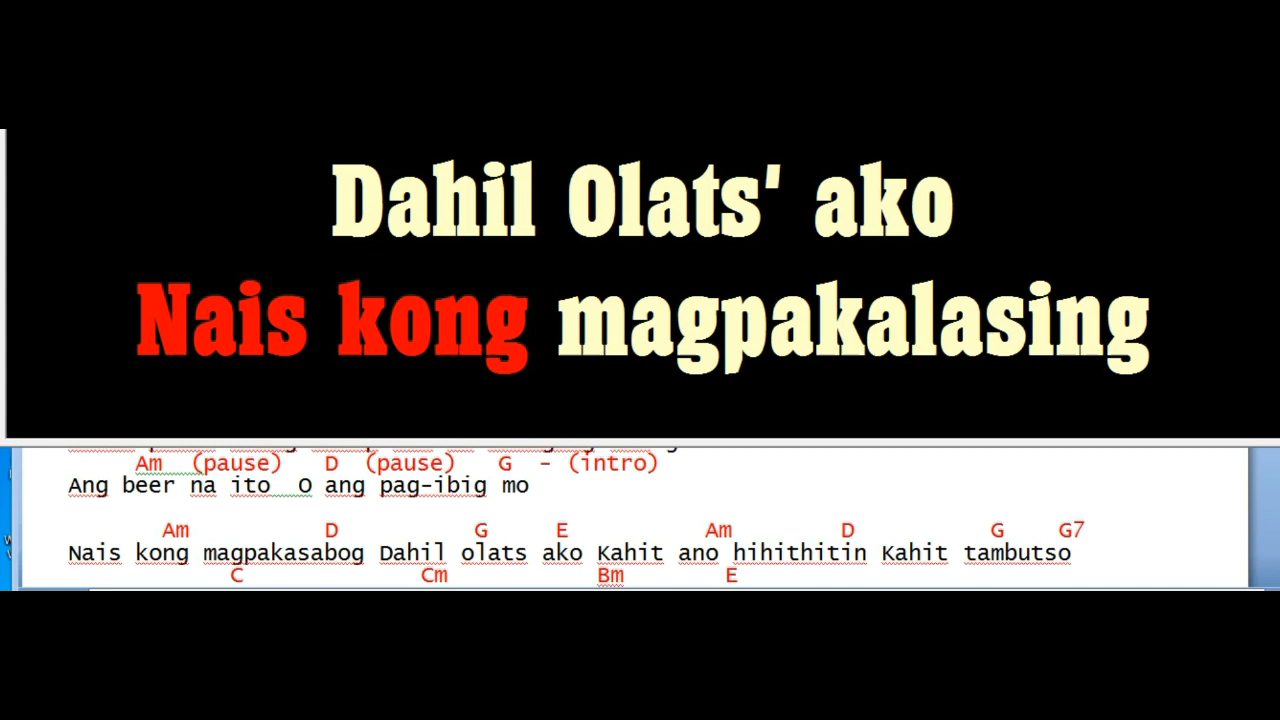 Dahil Olats' ako
Nais kong magpakalasing
Am (pause) D (pause) G - (intro)
Ang beer na ito O ang pag-ibig mo
Am D G E Am D G G7
Nais kong magpakasabog Dahil olats ako Kahit ano hihithitin Kahit tambutso
C Cm Bm E